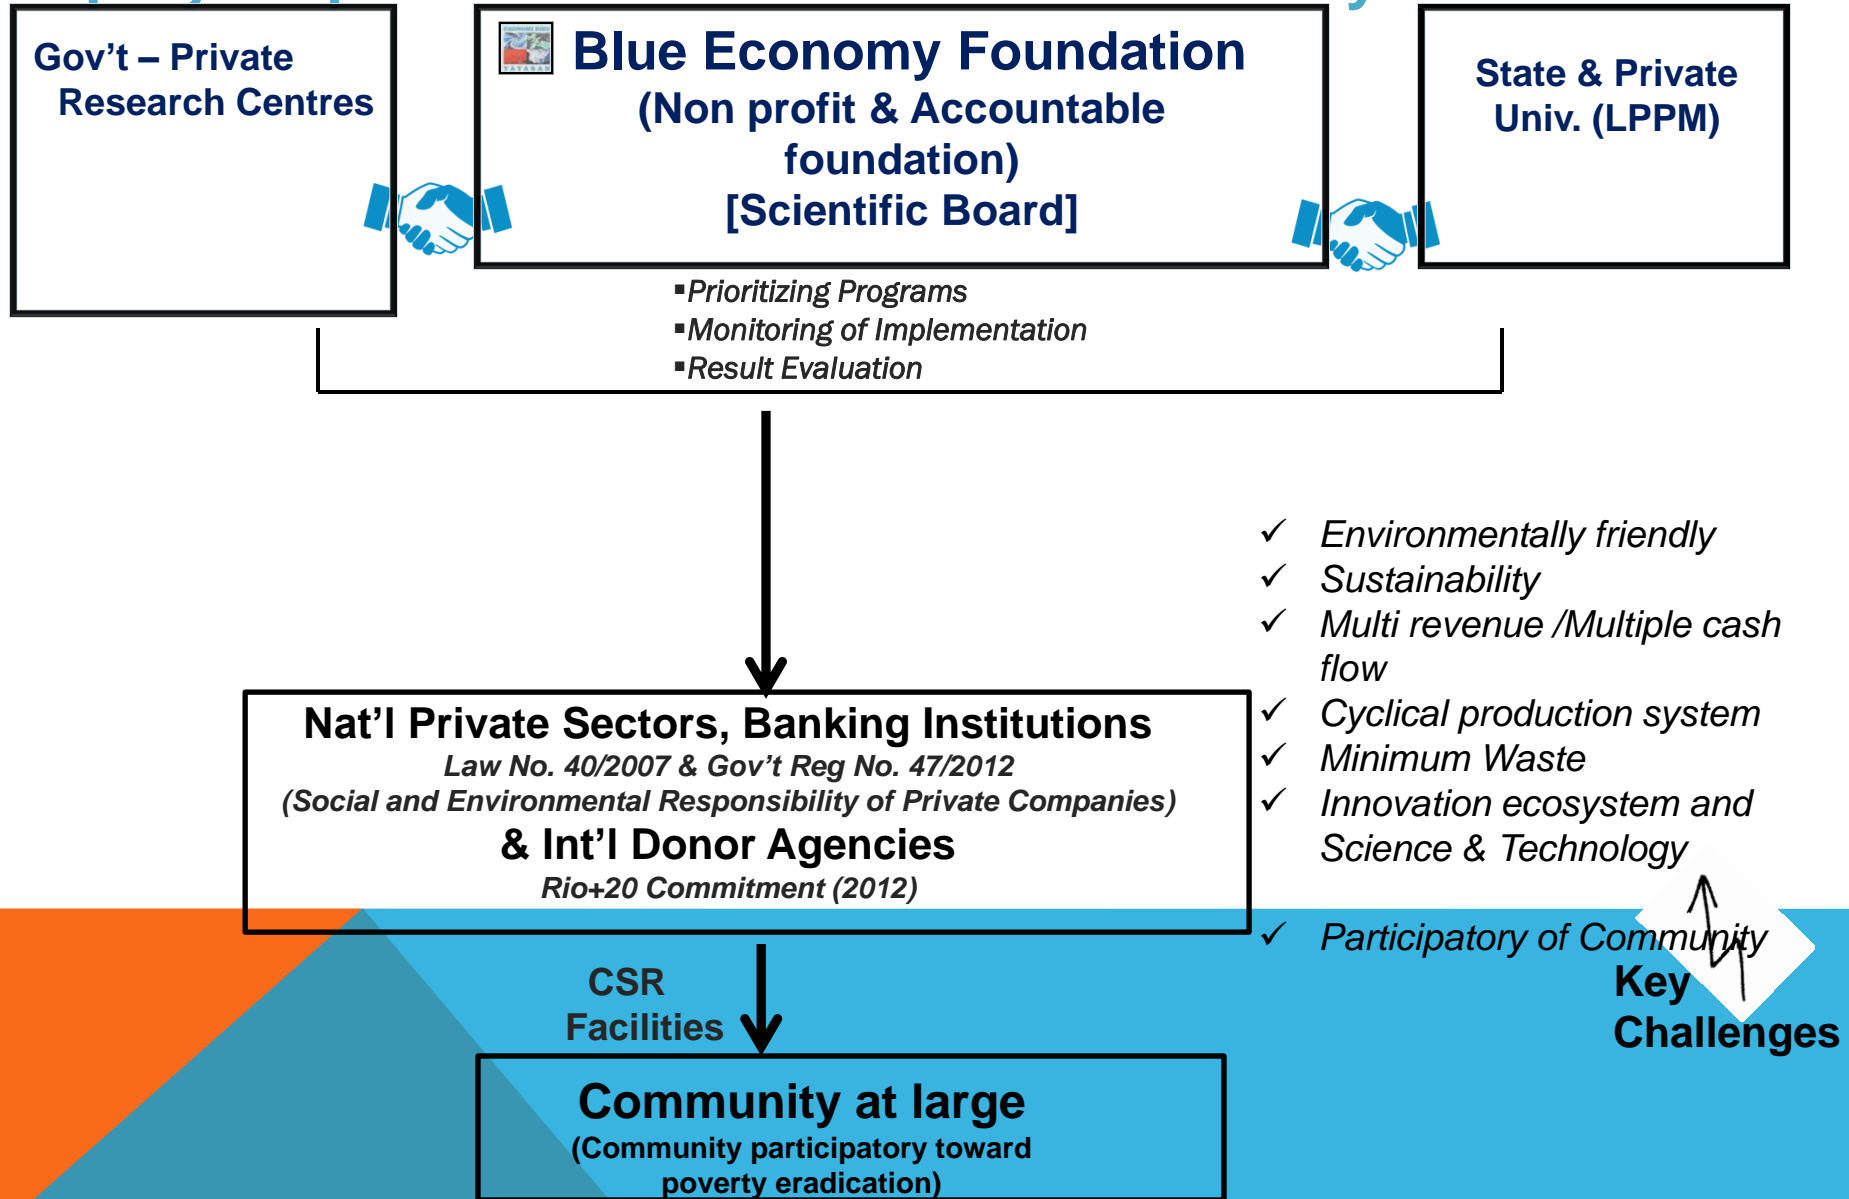 Gov’t – Private
Research Centres
Blue Economy Foundation
(Non profit & Accountable
foundation)
[Scientific Board]
State & Private
Univ. (LPPM)
▪Prioritizing Programs
▪Monitoring of Implementation
▪Result Evaluation
✓ Environmentally friendly
✓ Sustainability
✓ Multi revenue /Multiple cash
flow
✓ Cyclical production system
✓ Minimum Waste
✓ Innovation ecosystem and
Science & Technology
✓ Participatory of Community
Key
Challenges
Nat’l Private Sectors, Banking Institutions
Law No. 40/2007 & Gov’t Reg No. 47/2012
(Social and Environmental Responsibility of Private Companies)
& Int’l Donor Agencies
Rio+20 Commitment (2012)
CSR
Facilities
Community at large
(Community participatory toward
poverty eradication)